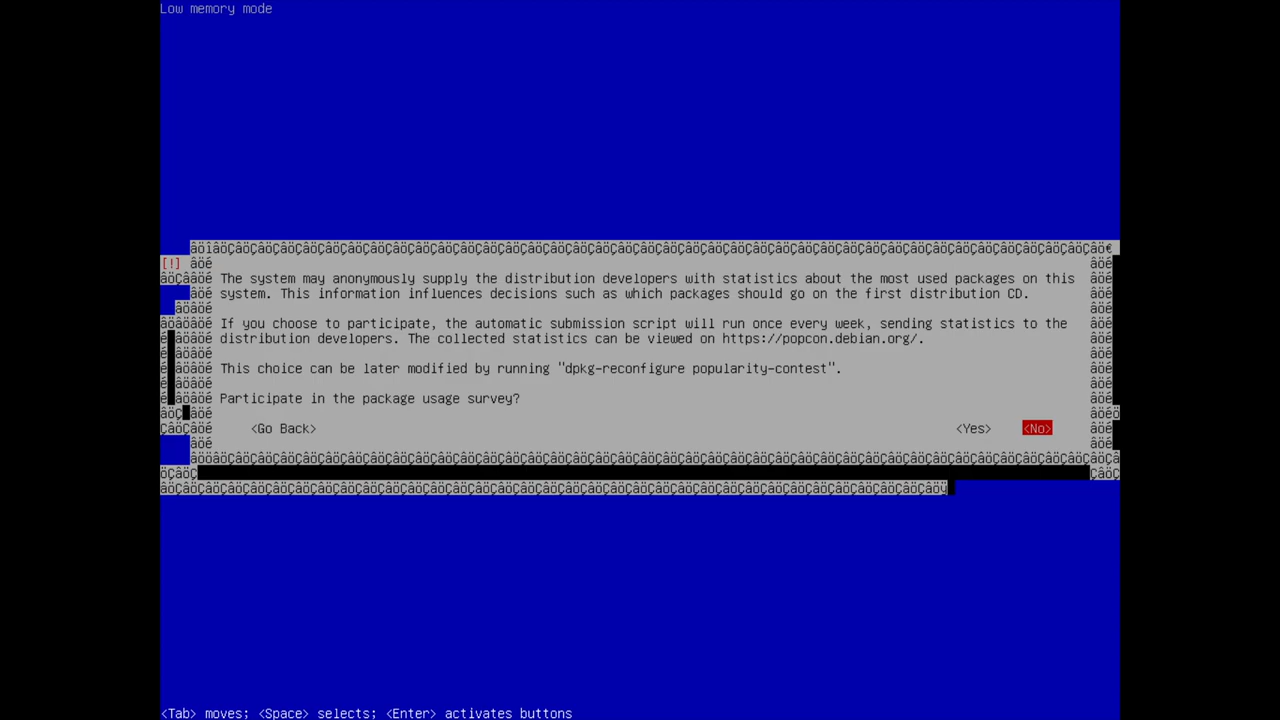 Low memory mode
[!]
The system may anonymously supply the distribution developers with statistics about the most used packages on this
system. This information influences decisions such as which packages should go on the first distribution CD.
If you choose to participate, the automatic submission script will run once every week, sending statistics to the
distribution developers. The collected statistics can be viewed on https://popcon.debian.org/.
This choice can be later modified by running "dpkg-reconfigure popularity-contest".
Participate in the package usage survey?
<Go Back> <Yes> <No>
<Tab> moves; <Space> selects; <Enter> activates buttons